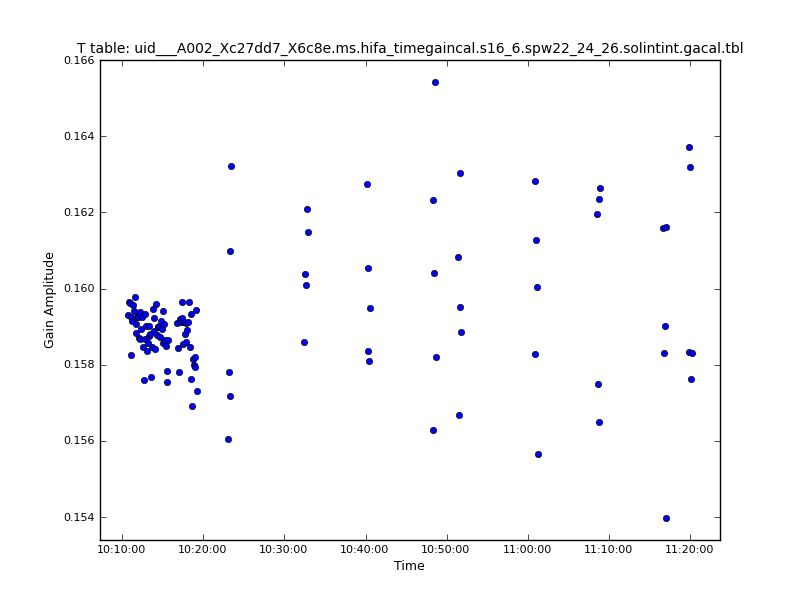 T table: uid___A002_Xc27dd7_X6c8e.ms.hifa_timegaincal.s16_6.spw22_24_26.solintint.gacal.tbl
0.166
0.164
0.162
0.160
0.158
0.156
0.154
Gain Amplitude
10:10:00 10:20:00 10:30:00 10:40:00 10:50:00 11:00:00 11:10:00 11:20:00
Time